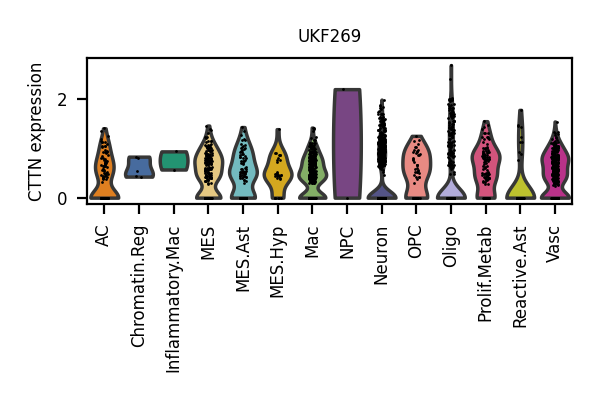 UKF269
CTTN expression
2
0
AC
Chromatin.Reg
Inflammatory.Mac
MES
MES.Ast
MES.Hyp
Mac
NPC
Neuron
OPC
Oligo
Prolif.Metab
Reactive.Ast
Vasc